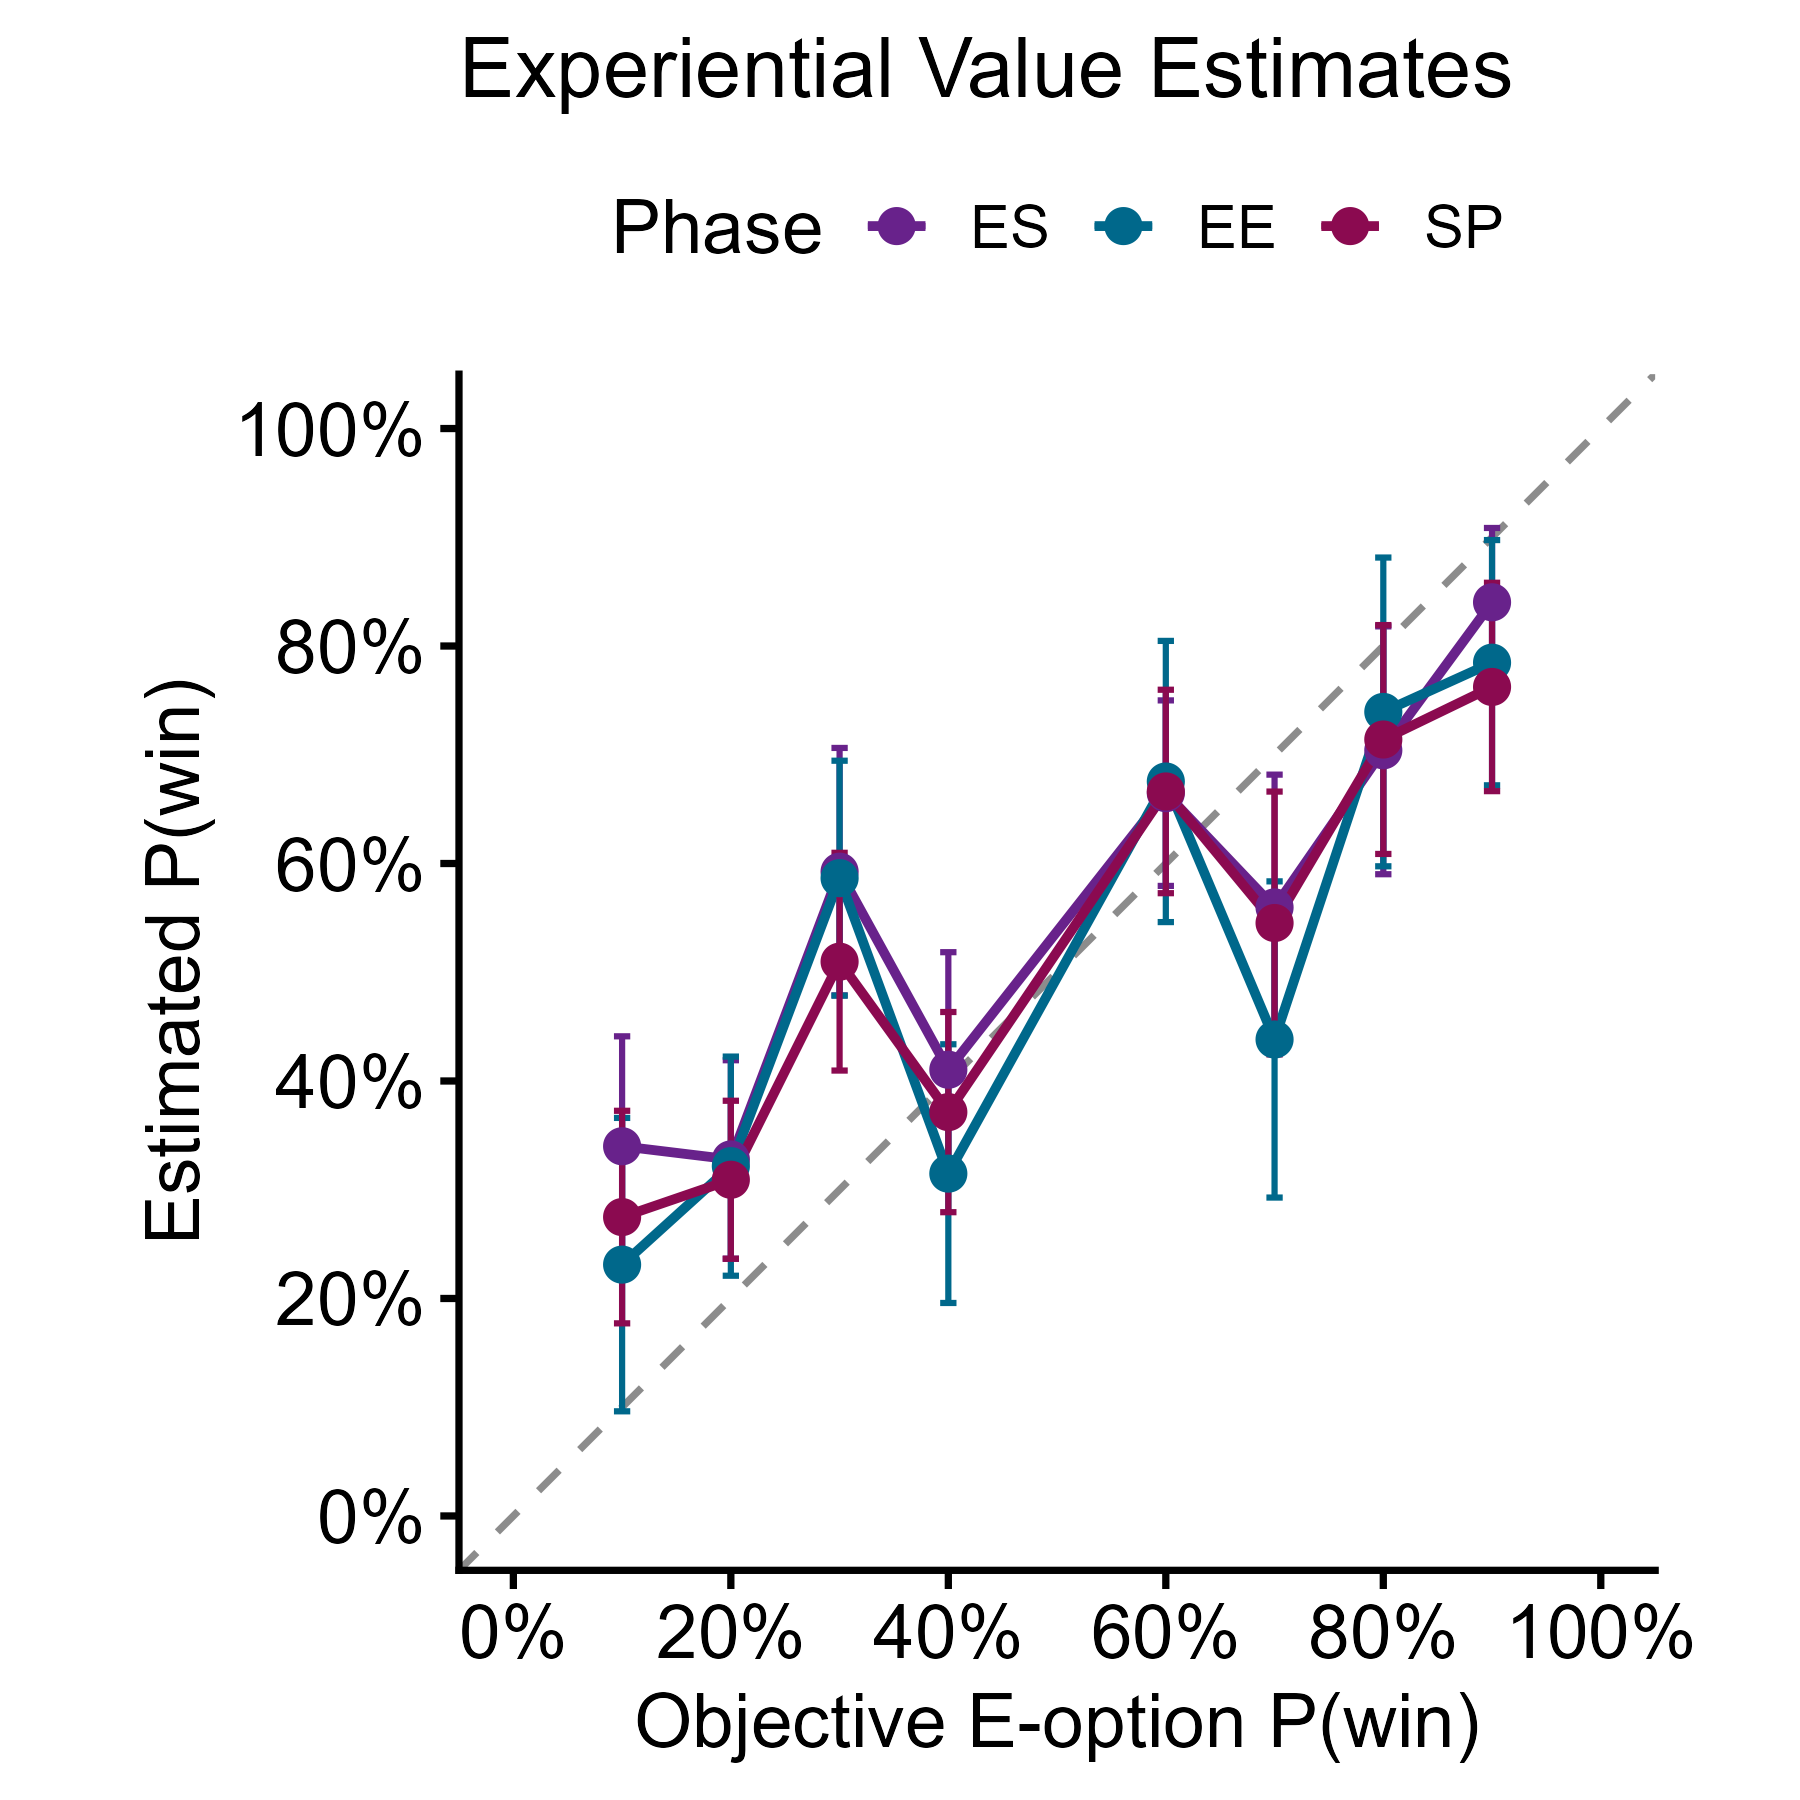 Experiential Value Estimates
Phase ES EE SP
100%
80%
60%
40%
20%
0%
Estimated P(win)
0% 20% 40% 60% 80% 100%
Objective E-option P(win)